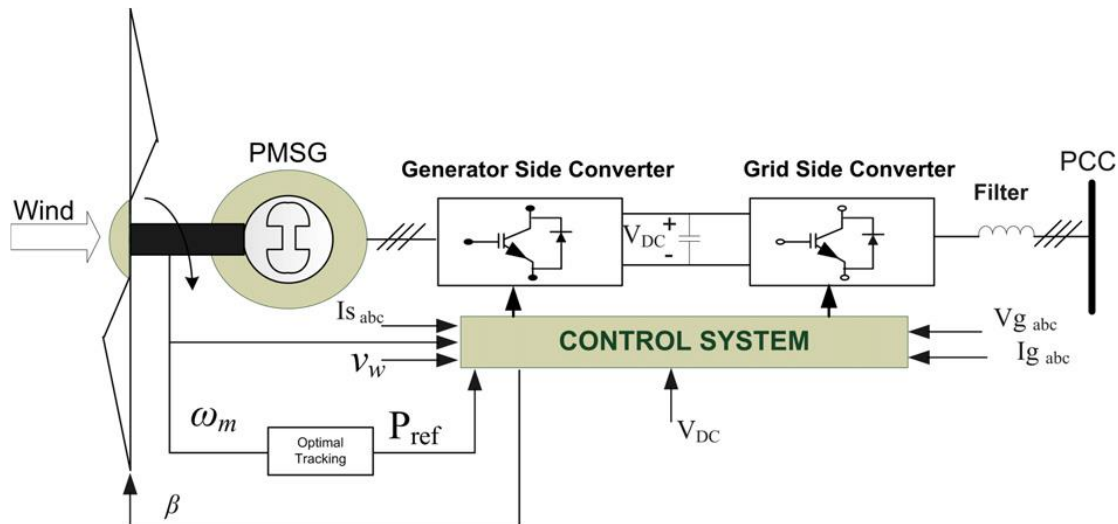 PMSG
Generator Side Converter
Grid Side Converter
PCC
Filter
Wind
V DC
+
-
Is abc
CONTROL SYSTEM
Vg abc
Ig abc
vw
ωm
Pref
Optimal
Tracking
VDC
β